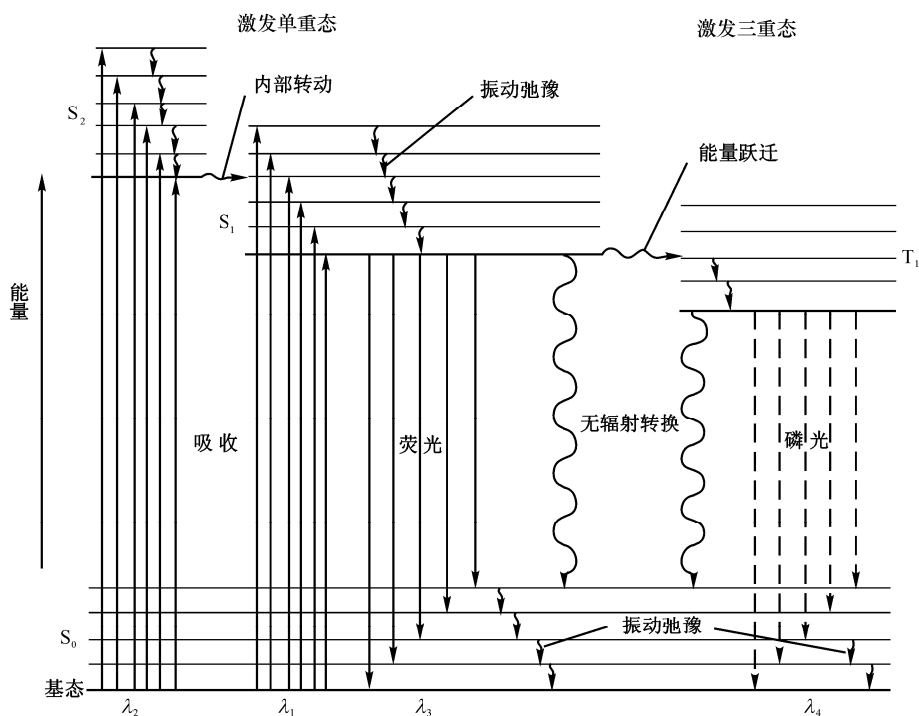 激发单重态
激发三重态
内部转动
振动弛豫
S₂
能量跃迁
S₁
T₁
能量
吸收
荧光
无辐射转换
磷光
S₀
振动弛豫
基态
λ₂
λ₁
λ₃
λ₄